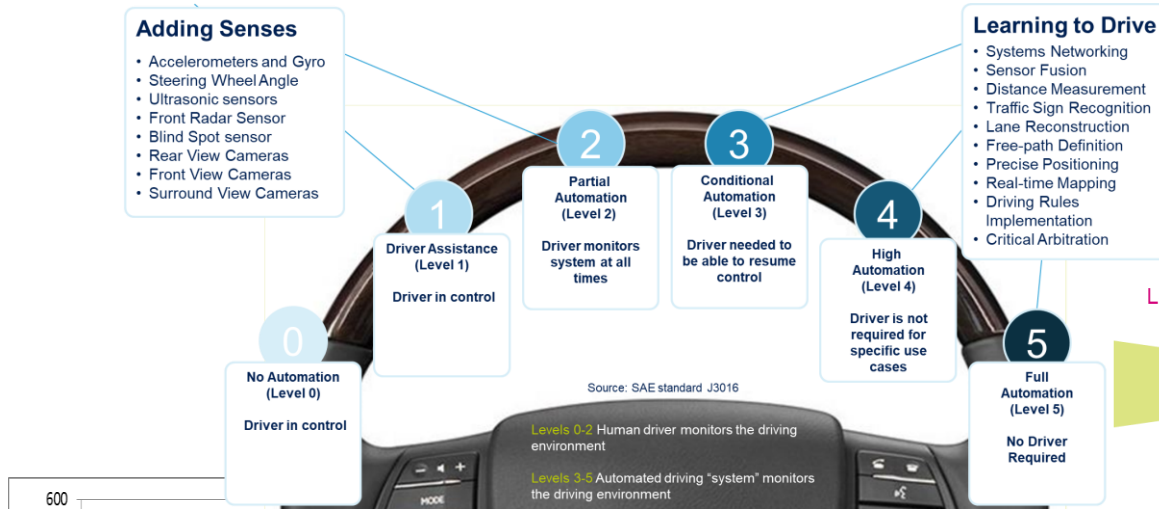 Adding Senses
• Accelerometers and Gyro
• Steering Wheel Angle
• Ultrasonic sensors
• Front Radar Sensor
• Blind Spot sensor
• Rear View Cameras
• Front View Cameras
• Surround View Cameras
Learning to Drive
• Systems Networking
• Sensor Fusion
• Distance Measurement
• Traffic Sign Recognition
• Lane Reconstruction
• Free-path Definition
• Precise Positioning
• Real-time Mapping
• Driving Rules
Implementation
• Critical Arbitration
0
No Automation
(Level 0)
Driver in control
1
Driver Assistance
(Level 1)
Driver in control
2
Partial
Automation
(Level 2)
Driver monitors
system at all
times
3
Conditional
Automation
(Level 3)
Driver needed to
be able to resume
control
4
High
Automation
(Level 4)
Driver is not
required for
specific use
cases
5
Full
Automation
(Level 5)
No Driver
Required
L
Source: SAE standard J3016
Levels 0-2 Human driver monitors the driving
environment
Levels 3-5 Automated driving “system” monitors
the driving environment
MODE
600